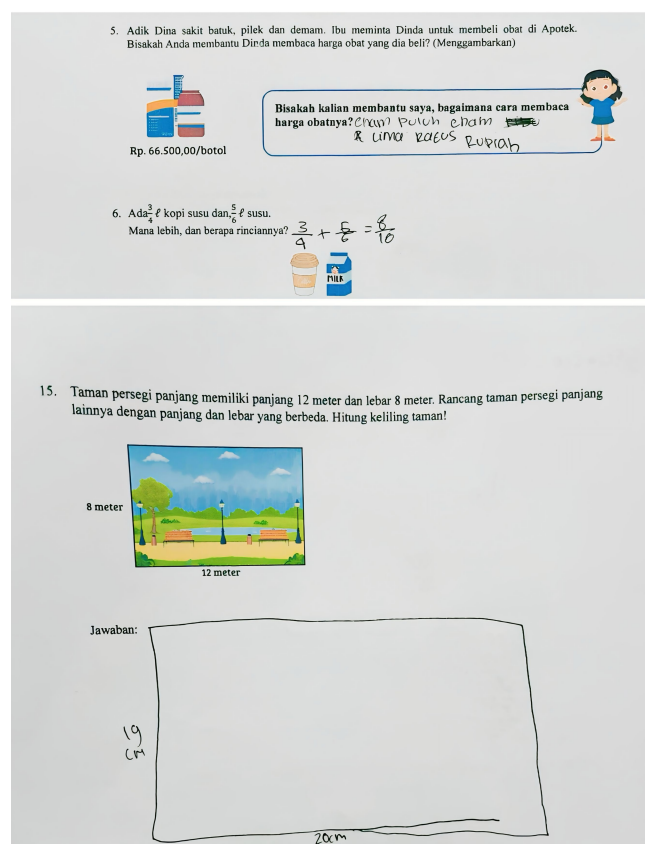 5. Adik Dina sakit batuk, pilek dan demam. Ibu meminta Dinda untuk membeli obat di Apotek.
Bisakah Anda membantu Dinda membaca harga obat yang dia beli? (Menggambarkan)
Bisakah kalian membantu saya, bagaimana cara membaca
harga obatnya? Enam puluh enam
lima Ratus Rupiah
Rp. 66.500,00/botol
6. Ada 3/4 ℓ kopi susu dan, 5/6 ℓ susu.
Mana lebih, dan berapa rinciannya? 3/4 + 5/6 = 8/10
MILK
15. Taman persegi panjang memiliki panjang 12 meter dan lebar 8 meter. Rancang taman persegi panjang
lainnya dengan panjang dan lebar yang berbeda. Hitung keliling taman!
8 meter
12 meter
Jawaban:
19
cm
20cm